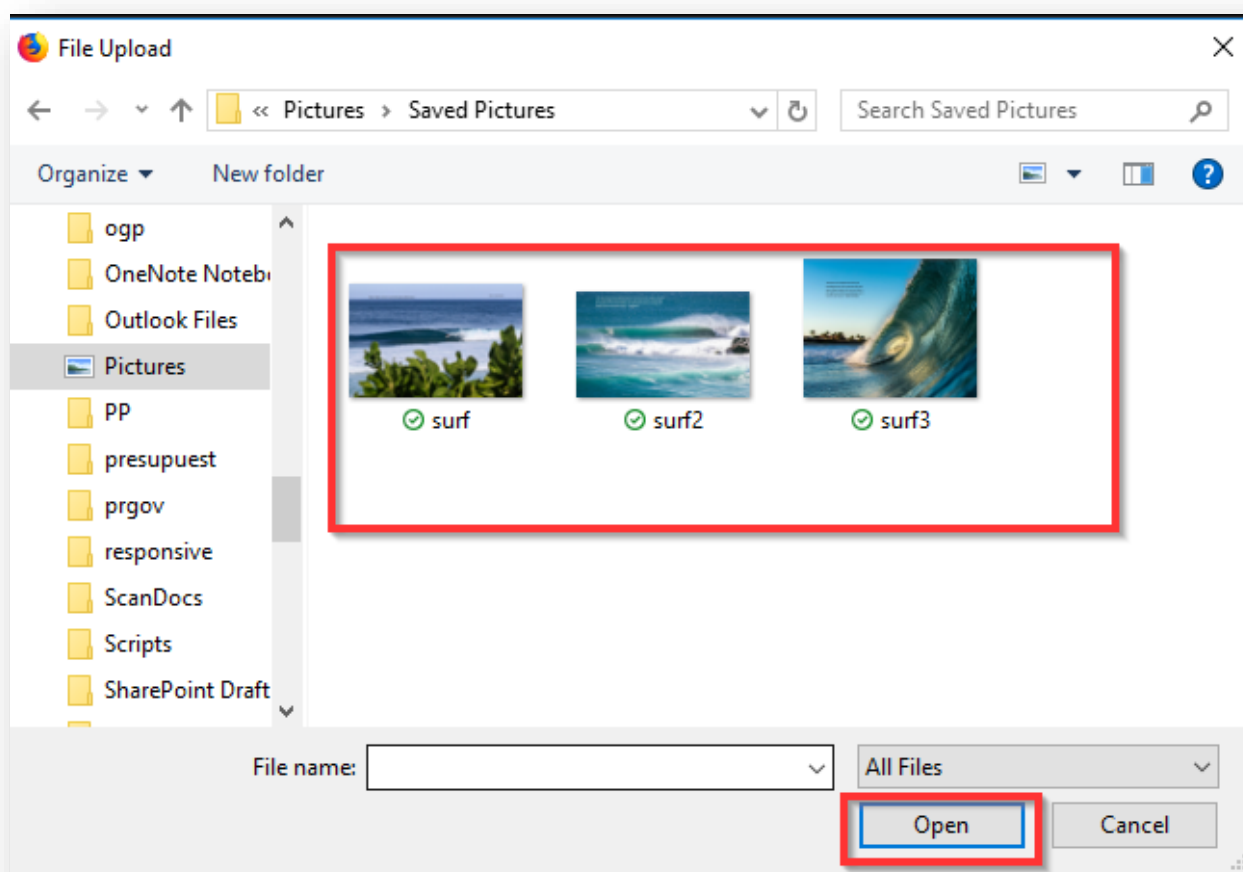 File Upload
« Pictures › Saved Pictures
Search Saved Pictures
Organize
New folder
?
ogp
OneNote Noteb
Outlook Files
Pictures
PP
presupuest
prgov
responsive
ScanDocs
Scripts
SharePoint Draft
surf
surf2
surf3
File name:
All Files
Open
Cancel